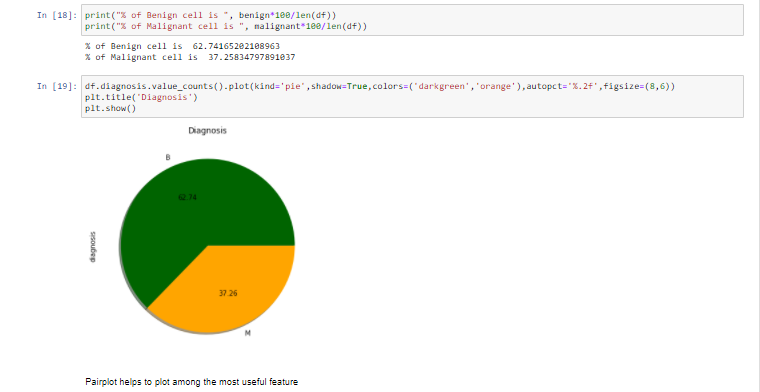 In [18]: print("% of Benign cell is ", benign*100/len(df))
print("% of Malignant cell is ", malignant*100/len(df))
% of Benign cell is  62.74165202108963
% of Malignant cell is  37.25834797891037
In [19]: df.diagnosis.value_counts().plot(kind='pie',shadow=True,colors=('darkgreen','orange'),autopct='%.2f',figsize=(8,6))
plt.title('Diagnosis')
plt.show()
Diagnosis
B
62.74
diagnosis
37.26
M
Pairplot helps to plot among the most useful feature